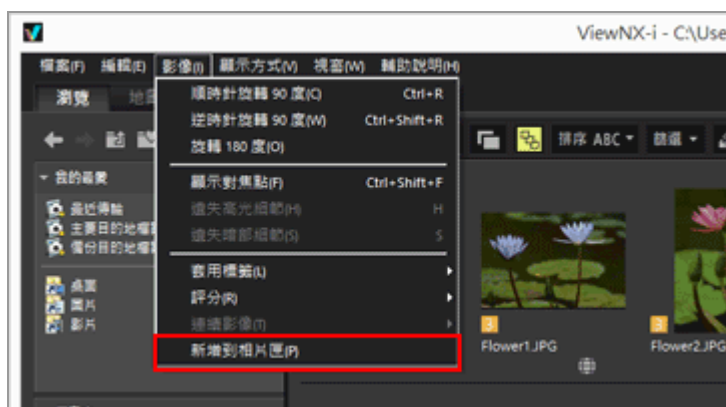 ViewNX-i - C:\Use
檔案(F) 編輯(E) 影像(I) 顯示方式(V) 視窗(W) 輔助說明(H)
瀏覽 地
順時針旋轉 90 度(C) Ctrl+R
逆時針旋轉 90 度(W) Ctrl+Shift+R
旋轉 180 度(O)
排序 ABC 篩選
我的最愛
顯示對焦點(F) Ctrl+Shift+F
最近傳輸
遺失高光細節(H) H
主要目的地檔
遺失暗部細節(S) S
備份目的地檔
套用標籤(L)
桌面
評分(R)
圖片
連續影像(T)
影片
新增到相片匣(P)
3
3
Flower1.JPG Flower2.JPG